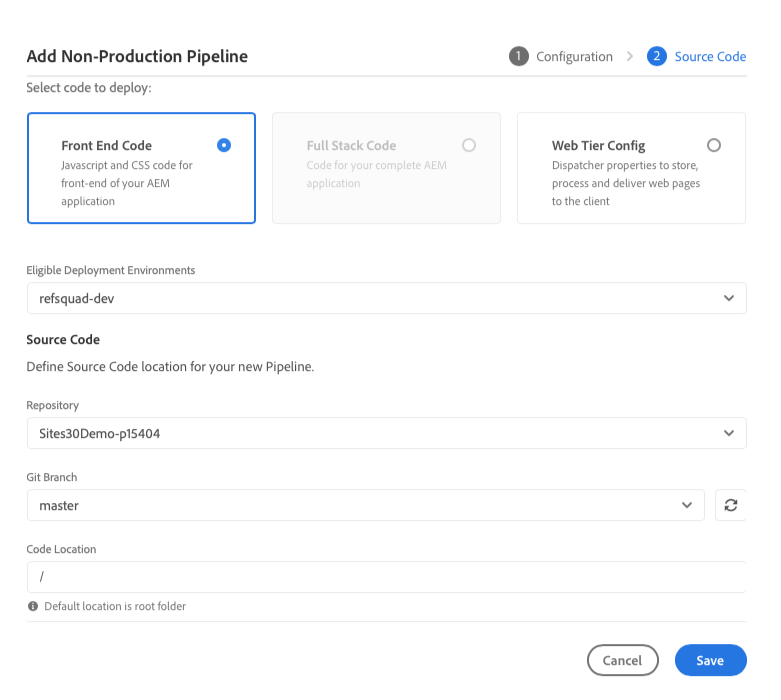 Add Non-Production Pipeline
1 Configuration 2 Source Code
Select code to deploy:
Front End Code
Javascript and CSS code for
front-end of your AEM
application
Full Stack Code
Code for your complete AEM
application
Web Tier Config
Dispatcher properties to store,
process and deliver web pages
to the client
Eligible Deployment Environments
refsquad-dev
Source Code
Define Source Code location for your new Pipeline.
Repository
Sites30Demo-p15404
Git Branch
master
Code Location
/
Default location is root folder
Cancel Save